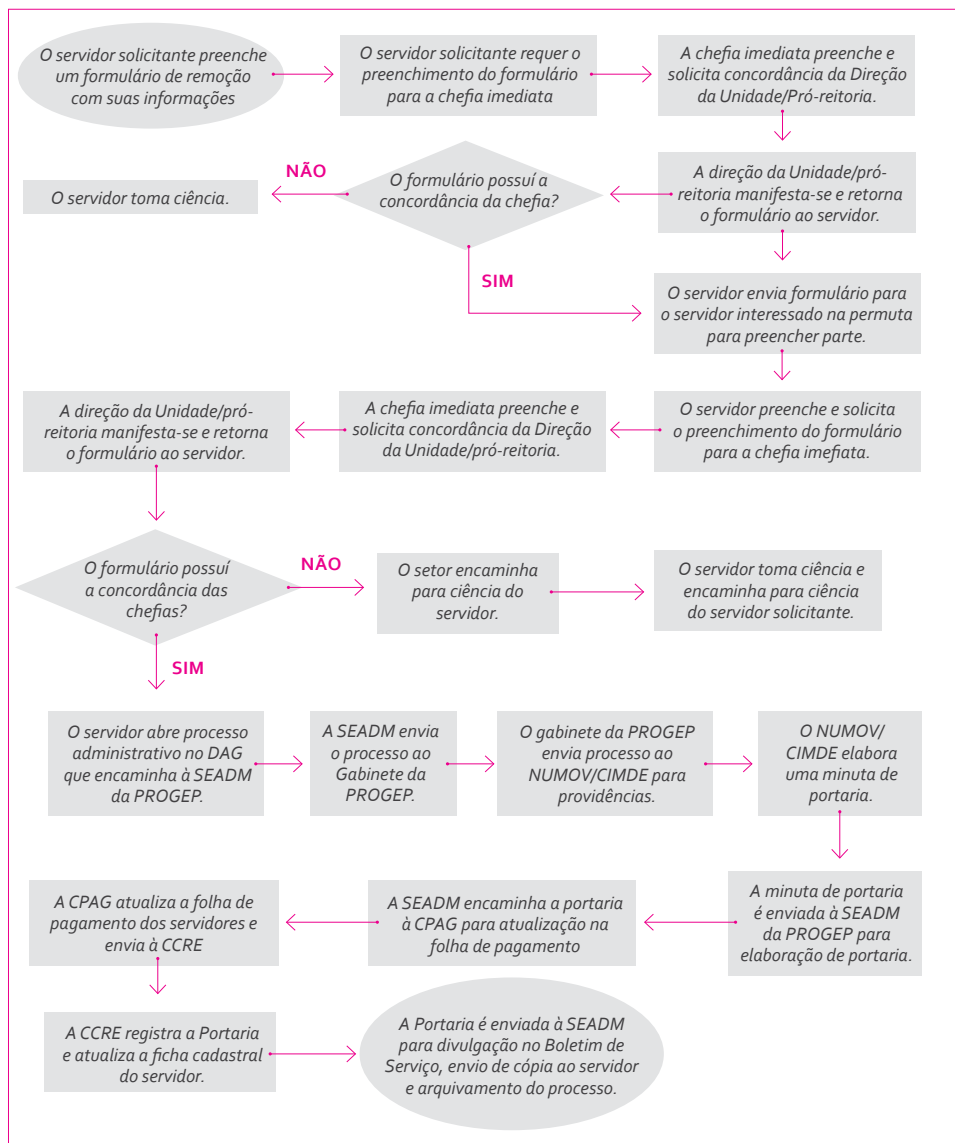 O servidor solicitante preenche
um formulário de remoção
com suas informações
O servidor solicitante requer o
preenchimento do formulário
para a chefia imediata
A chefia imediata preenche e
solicita concordância da Direção
da Unidade/Pró-reitoria.
A direção da Unidade/pró-
reitoria manifesta-se e retorna
o formulário ao servidor.
O formulário possuí a
concordância da chefia?
NÃO
O servidor toma ciência.
SIM
O servidor envia formulário para
o servidor interessado na permuta
para preencher parte.
O servidor preenche e solicita
o preenchimento do formulário
para a chefia imefiata.
A chefia imediata preenche e
solicita concordância da Direção
da Unidade/pró-reitoria.
A direção da Unidade/pró-
reitoria manifesta-se e retorna
o formulário ao servidor.
O formulário possuí
a concordância das
chefias?
NÃO
O setor encaminha
para ciência do
servidor.
O servidor toma ciência e
encaminha para ciência
do servidor solicitante.
SIM
O servidor abre processo
administrativo no DAG
que encaminha à SEADM
da PROGEP.
A SEADM envia
o processo ao
Gabinete da
PROGEP.
O gabinete da PROGEP
envia processo ao
NUMOV/CIMDE para
providências.
O NUMOV/
CIMDE elabora
uma minuta de
portaria.
A minuta de portaria
é enviada à SEADM
da PROGEP para
elaboração de portaria.
A SEADM encaminha a portaria
à CPAG para atualização na
folha de pagamento
A CPAG atualiza a folha de
pagamento dos servidores e
envia à CCRE
A CCRE registra a Portaria
e atualiza a ficha cadastral
do servidor.
A Portaria é enviada à SEADM
para divulgação no Boletim de
Serviço, envio de cópia ao servidor
e arquivamento do processo.